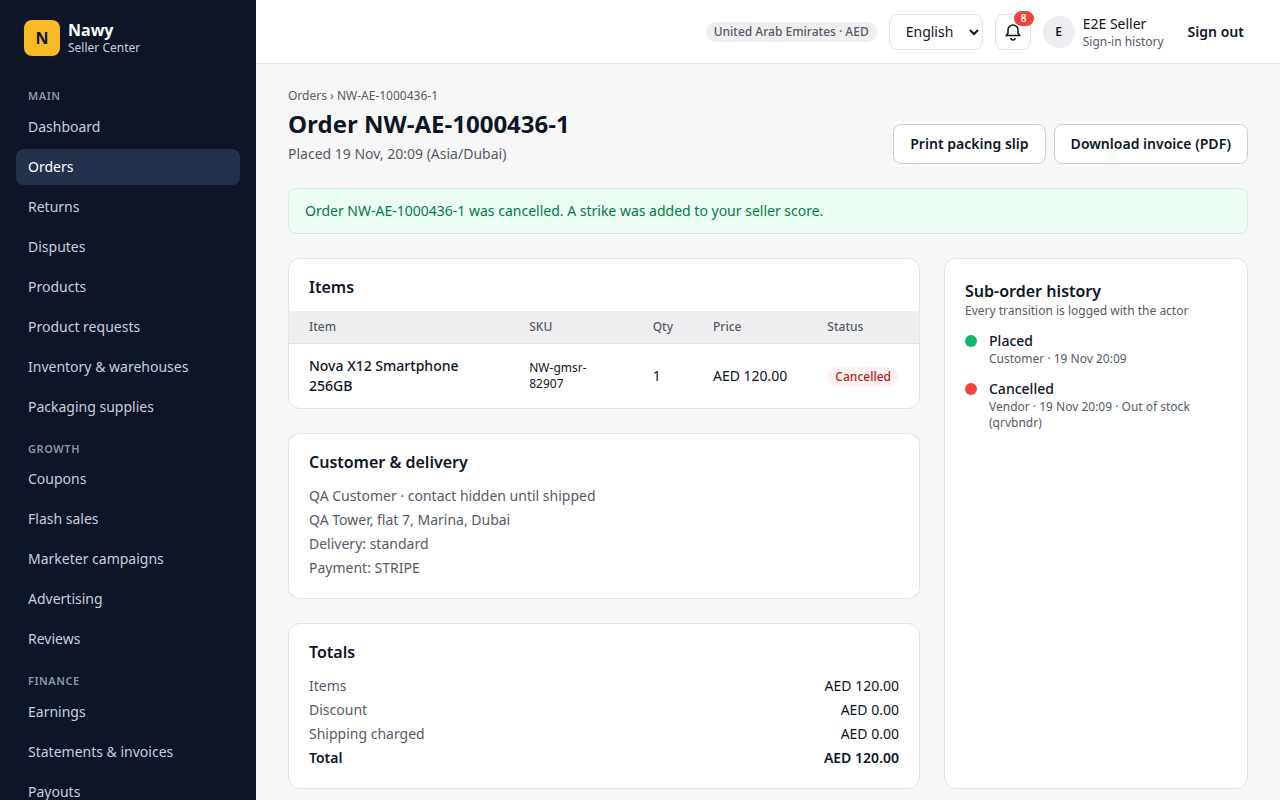 N
Nawy
Seller Center
MAIN
Dashboard
Orders
Returns
Disputes
Products
Product requests
Inventory & warehouses
Packaging supplies
GROWTH
Coupons
Flash sales
Marketer campaigns
Advertising
Reviews
FINANCE
Earnings
Statements & invoices
Payouts
United Arab Emirates · AED
English
8
E
E2E Seller
Sign-in history
Sign out
Orders › NW-AE-1000436-1
Order NW-AE-1000436-1
Placed 19 Nov, 20:09 (Asia/Dubai)
Print packing slip
Download invoice (PDF)
Order NW-AE-1000436-1 was cancelled. A strike was added to your seller score.
Items
Item SKU Qty Price Status
Nova X12 Smartphone
256GB
NW-gmsr-
82907
1
AED 120.00
Cancelled
Customer & delivery
QA Customer · contact hidden until shipped
QA Tower, flat 7, Marina, Dubai
Delivery: standard
Payment: STRIPE
Totals
Items AED 120.00
Discount AED 0.00
Shipping charged AED 0.00
Total AED 120.00
Sub-order history
Every transition is logged with the actor
Placed
Customer · 19 Nov 20:09
Cancelled
Vendor · 19 Nov 20:09 · Out of stock
(qrvbndr)